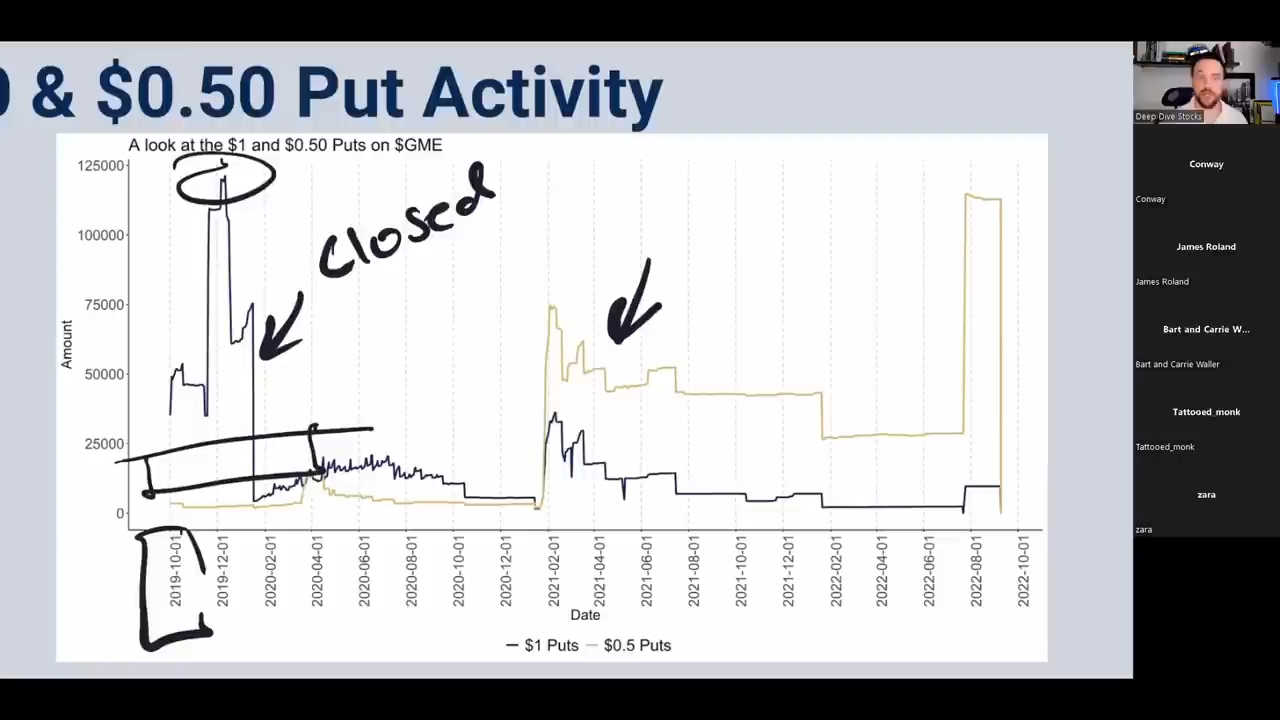 0 & $0.50 Put Activity
A look at the $1 and $0.50 Puts on $GME
closed
Amount
125000
100000
75000
50000
25000
0
2019-10-01
2019-12-01
2020-02-01
2020-04-01
2020-06-01
2020-08-01
2020-10-01
2020-12-01
2021-02-01
2021-04-01
2021-06-01
2021-08-01
2021-10-01
2021-12-01
2022-02-01
2022-04-01
2022-06-01
2022-08-01
2022-10-01
Date
$1 Puts
$0.5 Puts
Deep Dive Stocks
Conway
Conway
James Roland
James Roland
Bart and Carrie W...
Bart and Carrie Waller
Tattooed_monk
Tattooed_monk
zara
zara